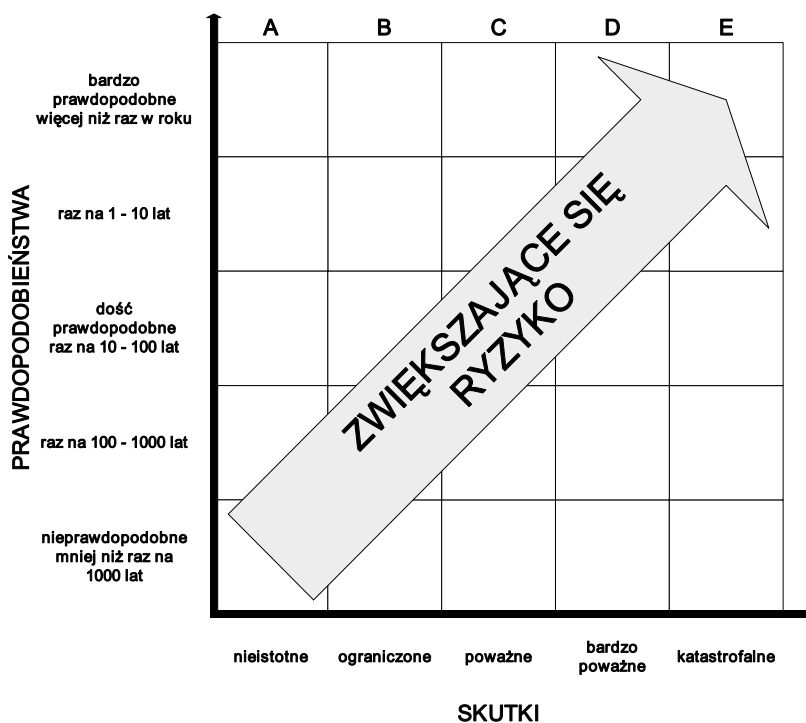 A B C D E
bardzo
prawdopodobne
więcej niż raz w roku
raz na 1 - 10 lat
dość
prawdopodobne
raz na 10 - 100 lat
raz na 100 - 1000 lat
nieprawdopodobne
mniej niż raz na
1000 lat
PRAWDOPODOBIEŃSTWA
ZWIĘKSZAJĄCE SIĘ
RYZYKO
nieistotne
ograniczone
poważne
bardzo
poważne
katastrofalne
SKUTKI